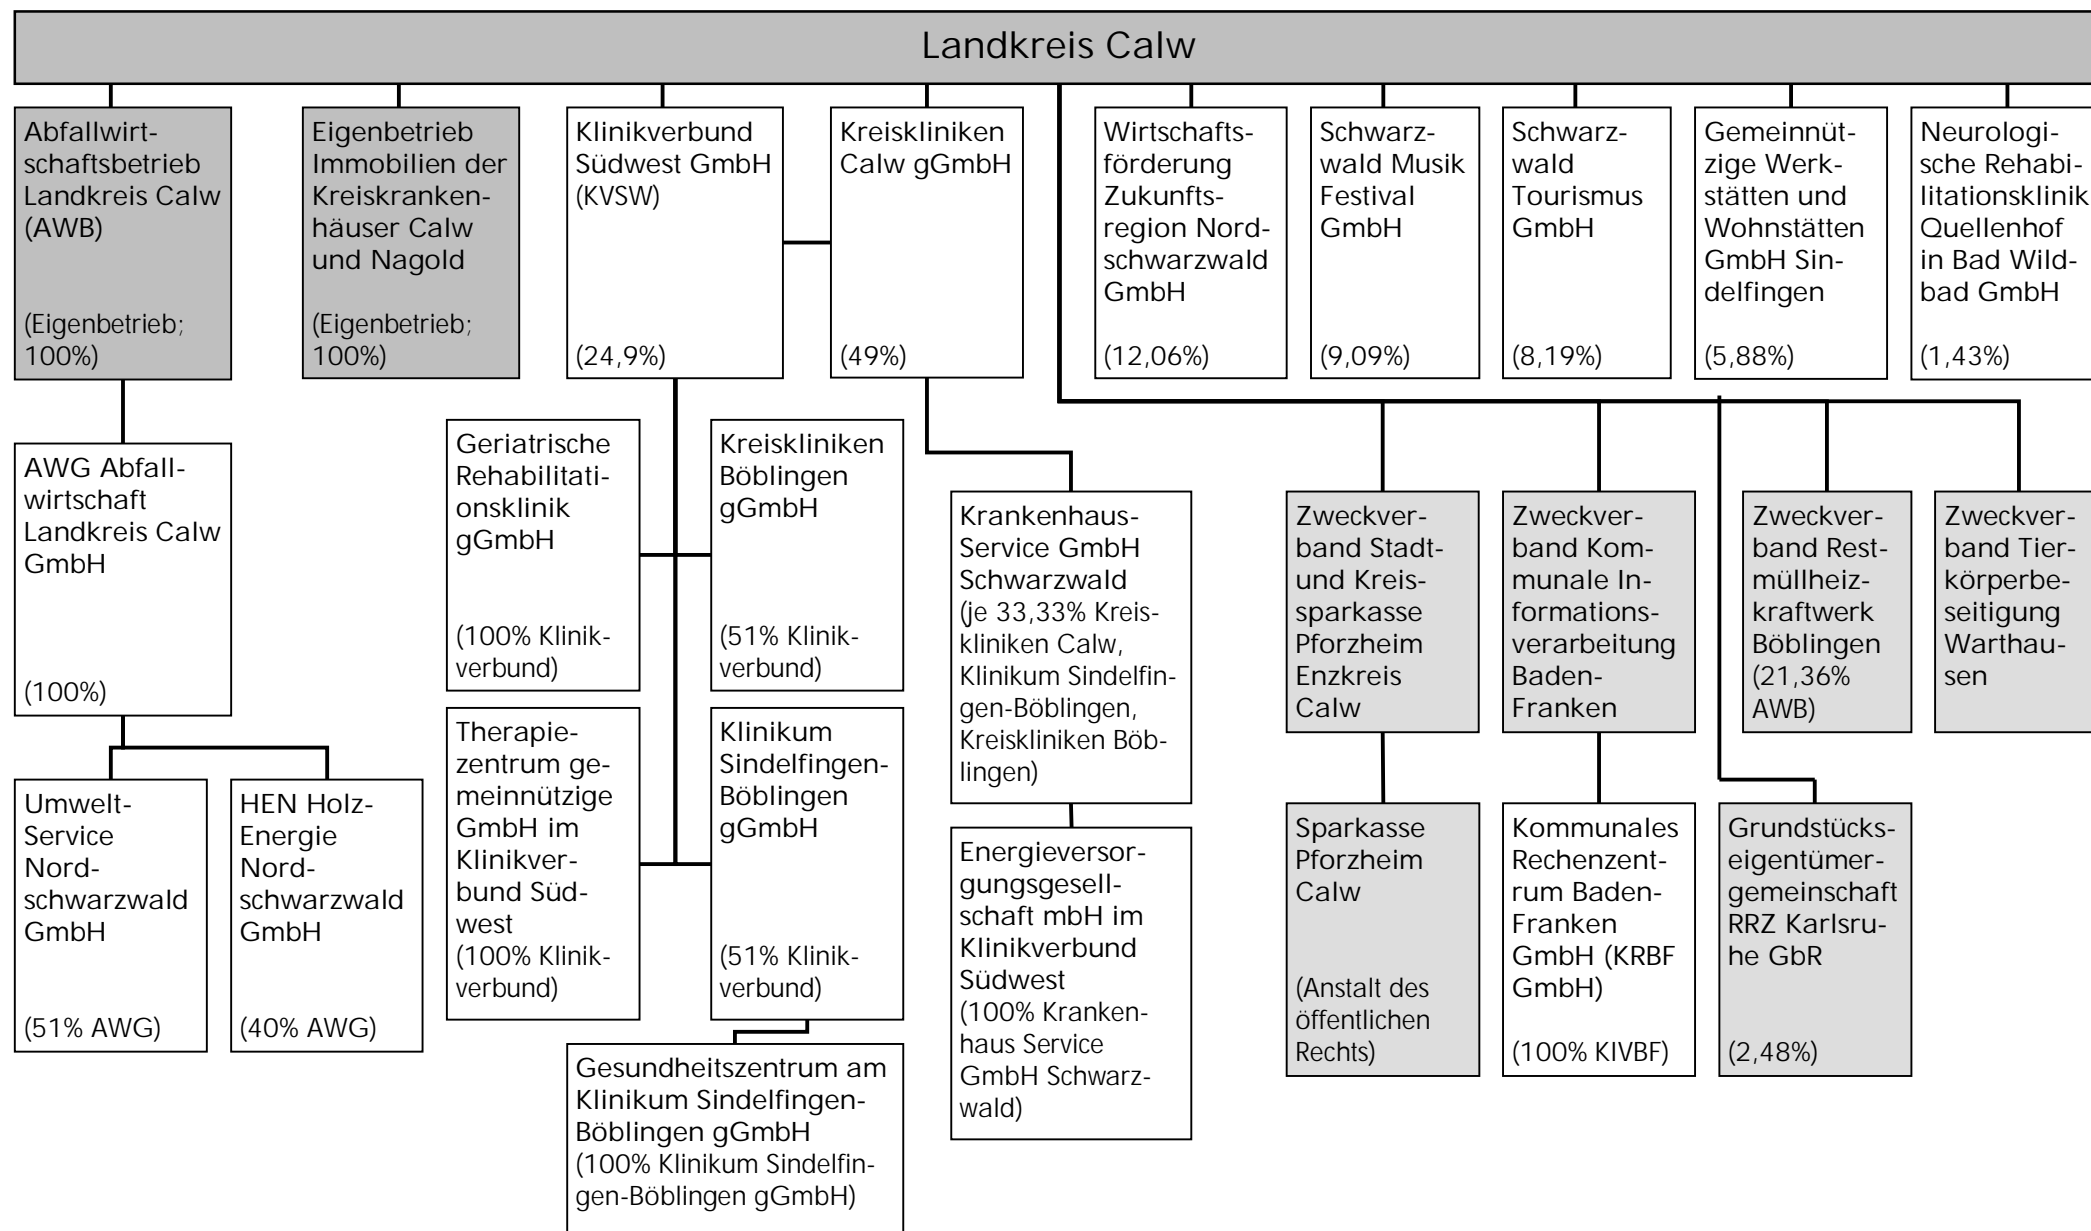 Landkreis Calw
Abfallwirt-
schaftsbetrieb
Landkreis Calw
(AWB)
(Eigenbetrieb;
100%)
Eigenbetrieb
Immobilien der
Kreiskranken-
häuser Calw
und Nagold
(Eigenbetrieb;
100%)
Klinikverbund
Südwest GmbH
(KVSW)
(24,9%)
Kreiskliniken
Calw gGmbH
(49%)
Wirtschafts-
förderung
Zukunfts-
region Nord-
schwarzwald
GmbH
(12,06%)
Schwarz-
wald Musik
Festival
GmbH
(9,09%)
Schwarz-
wald
Tourismus
GmbH
(8,19%)
Gemeinnüt-
zige Werk-
stätten und
Wohnstätten
GmbH Sin-
delfingen
(5,88%)
Neurologi-
sche Rehabi-
litationsklinik
Quellenhof
in Bad Wild-
bad GmbH
(1,43%)
AWG Abfall-
wirtschaft
Landkreis Calw
GmbH
(100%)
Geriatrische
Rehabilitati-
onsklinik
gGmbH
(100% Klinik-
verbund)
Kreiskliniken
Böblingen
gGmbH
(51% Klinik-
verbund)
Krankenhaus-
Service GmbH
Schwarzwald
(je 33,33% Kreis-
kliniken Calw,
Klinikum Sindelfin-
gen-Böblingen,
Kreiskliniken Böb-
lingen)
Zweckver-
band Stadt-
und Kreis-
sparkasse
Pforzheim
Enzkreis
Calw
Zweckver-
band Kom-
munale In-
formations-
verarbeitung
Baden-
Franken
Zweckver-
band Rest-
müllheiz-
kraftwerk
Böblingen
(21,36%
AWB)
Zweckver-
band Tier-
körperbe-
seitigung
Warthau-
sen
Umwelt-
Service
Nord-
schwarzwald
GmbH
(51% AWG)
HEN Holz-
Energie
Nord-
schwarzwald
GmbH
(40% AWG)
Therapie-
zentrum ge-
meinnützige
GmbH im
Klinikver-
bund Süd-
west
(100% Klinik-
verbund)
Klinikum
Sindelfingen-
Böblingen
gGmbH
(51% Klinik-
verbund)
Energieversor-
gungsgesell-
schaft mbH im
Klinikverbund
Südwest
(100% Kranken-
haus Service
GmbH Schwarz-
wald)
Sparkasse
Pforzheim
Calw
(Anstalt des
öffentlichen
Rechts)
Kommunales
Rechenzent-
rum Baden-
Franken
GmbH (KRBF
GmbH)
(100% KIVBF)
Grundstücks-
eigentümer-
gemeinschaft
RRZ Karlsru-
he GbR
(2,48%)
Gesundheitszentrum am
Klinikum Sindelfingen-
Böblingen gGmbH
(100% Klinikum Sindelfin-
gen-Böblingen gGmbH)